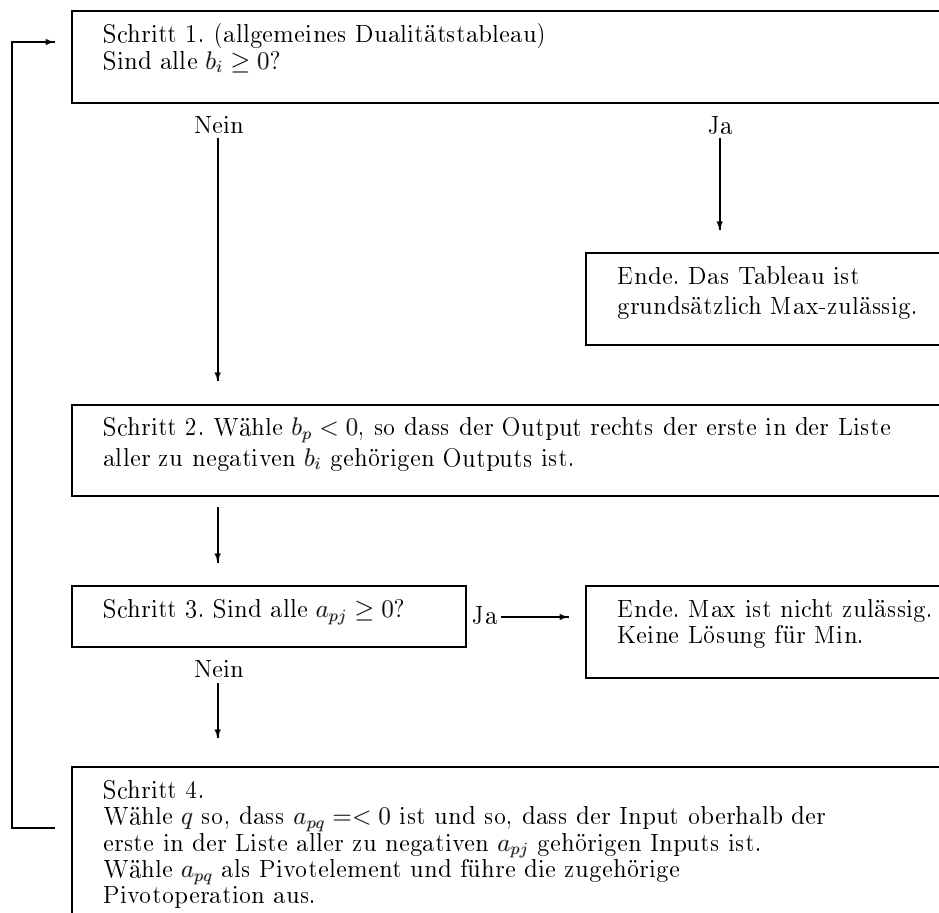 Schritt 1. (allgemeines Dualitätstableau)
Sind alle $b_i \geq 0$?
Nein
Ja
Ende. Das Tableau ist
grundsätzlich Max-zulässig.
Schritt 2. Wähle $b_p < 0$, so dass der Output rechts der erste in der Liste
aller zu negativen $b_i$ gehörigen Outputs ist.
Schritt 3. Sind alle $a_{pj} \geq 0$?
Ja
Ende. Max ist nicht zulässig.
Keine Lösung für Min.
Nein
Schritt 4.
Wähle $q$ so, dass $a_{pq} =< 0$ ist und so, dass der Input oberhalb der
erste in der Liste aller zu negativen $a_{pj}$ gehörigen Inputs ist.
Wähle $a_{pq}$ als Pivotelement und führe die zugehörige
Pivotoperation aus.